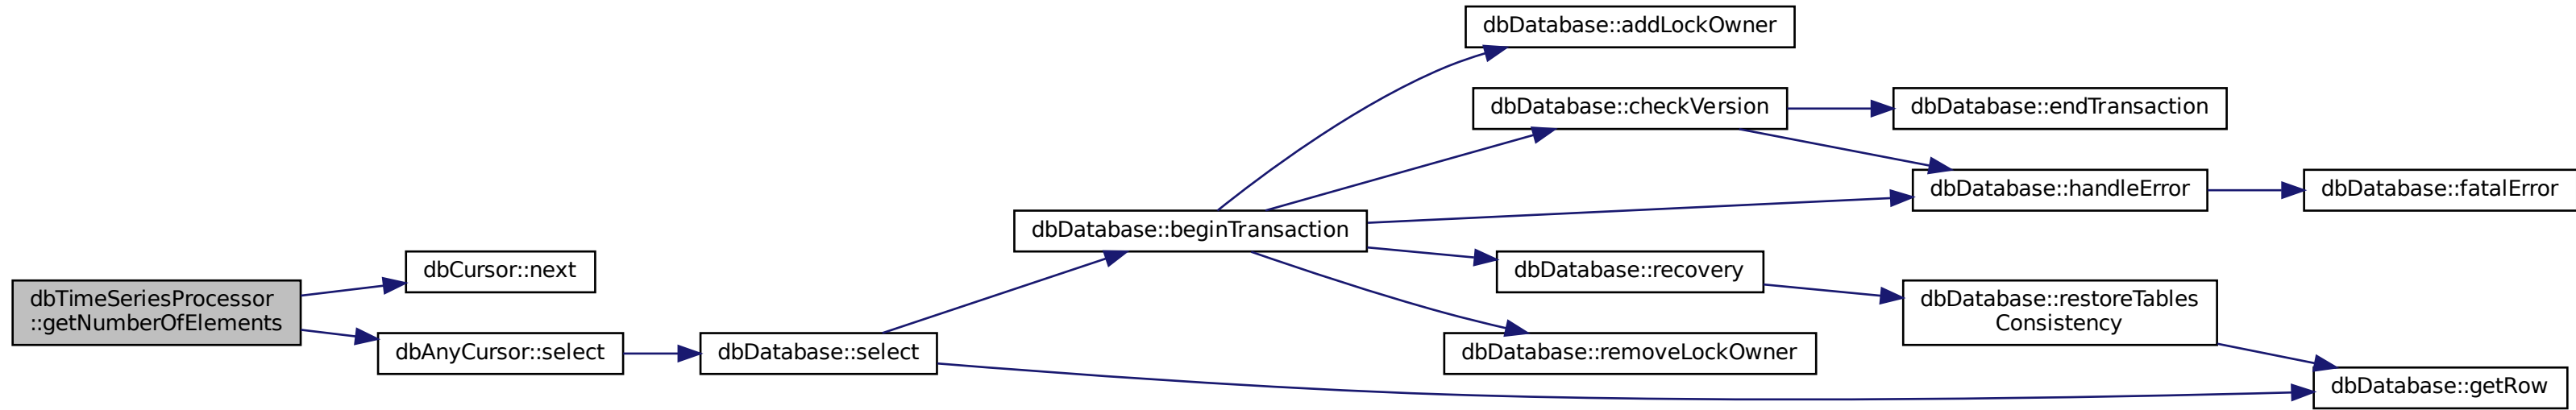 dbTimeSeriesProcessor
::getNumberOfElements
dbCursor::next
dbAnyCursor::select
dbDatabase::select
dbDatabase::beginTransaction
dbDatabase::addLockOwner
dbDatabase::checkVersion
dbDatabase::endTransaction
dbDatabase::handleError
dbDatabase::fatalError
dbDatabase::recovery
dbDatabase::restoreTables
Consistency
dbDatabase::removeLockOwner
dbDatabase::getRow